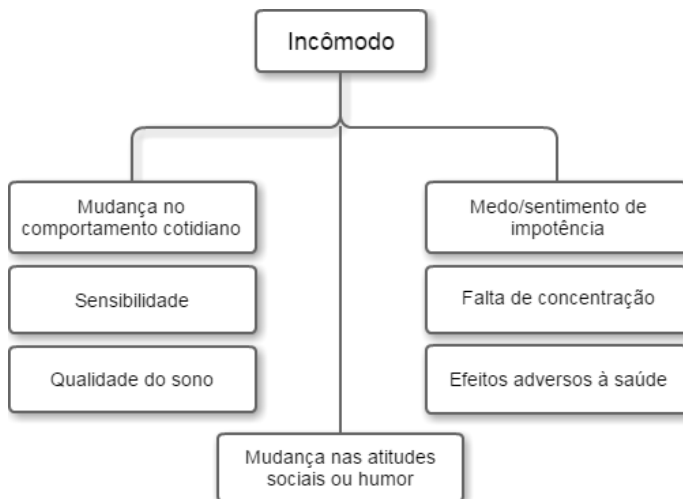 Incômodo
Mudança no
comportamento cotidiano
Sensibilidade
Qualidade do sono
Medo/sentimento de
impotência
Falta de concentração
Efeitos adversos à saúde
Mudança nas atitudes
sociais ou humor